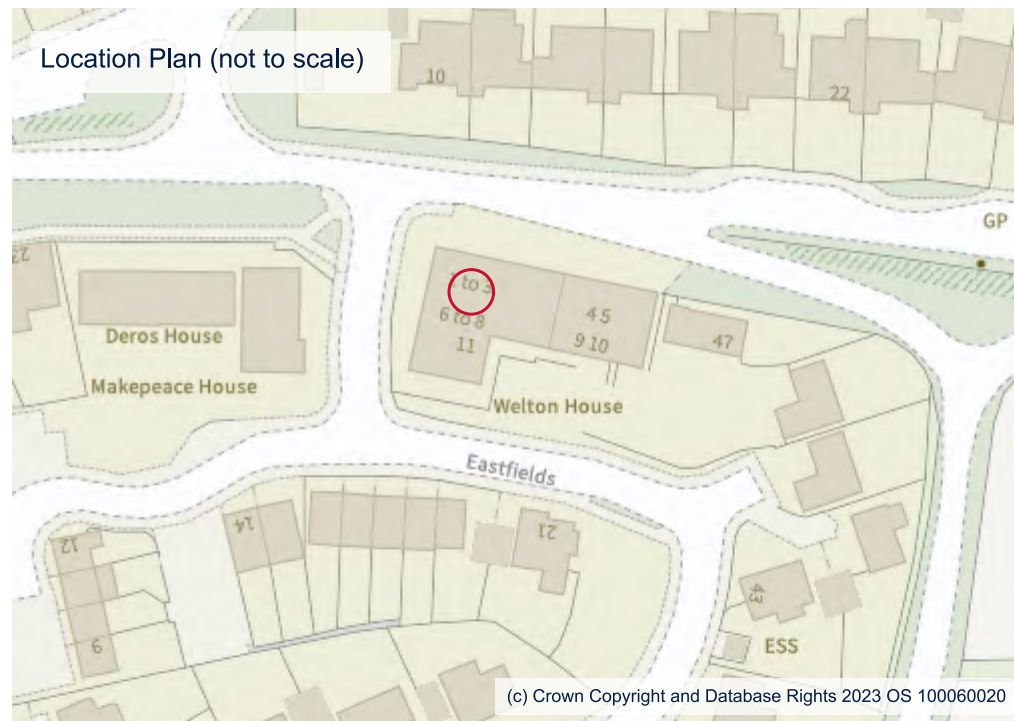 Location Plan (not to scale)
10
22
GP
23
1 to 3
6 to 8
11
4 5
9 10
47
Deros House
Makepeace House
Welton House
Eastfields
12
14
21
9
43
ESS
(c) Crown Copyright and Database Rights 2023 OS 100060020